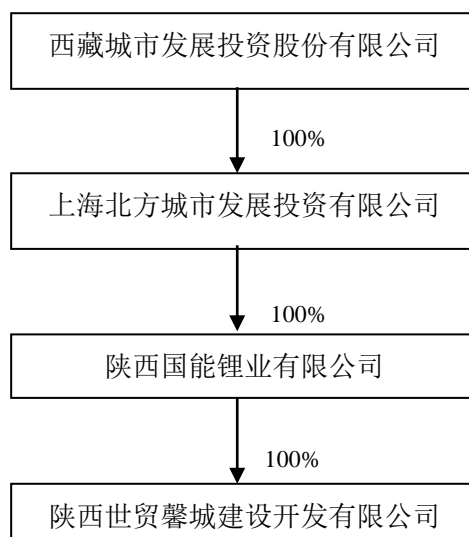 西藏城市发展投资股份有限公司
100%
上海北方城市发展投资有限公司
100%
陕西国能锂业有限公司
100%
陕西世贸馨城建设开发有限公司